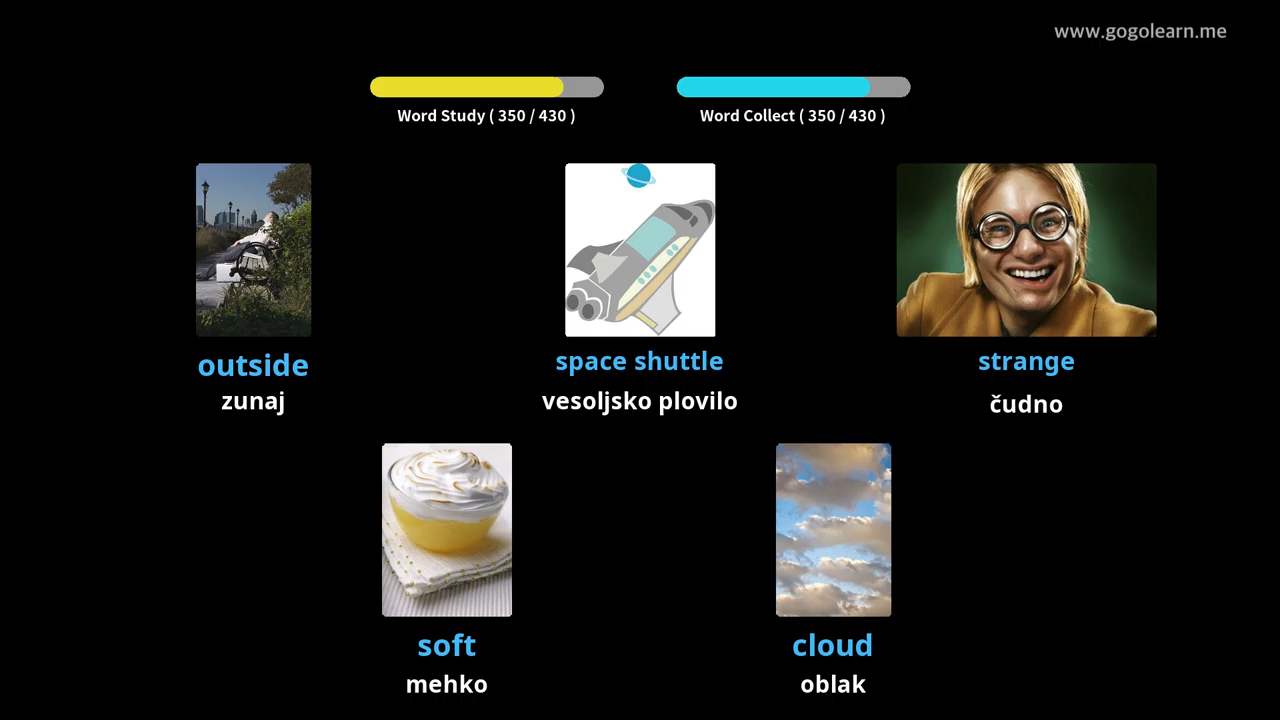 www.gogolearn.me
Word Study ( 350 / 430 )
Word Collect ( 350 / 430 )
outside
zunaj
space shuttle
vesoljsko plovilo
strange
čudno
soft
mehko
cloud
oblak